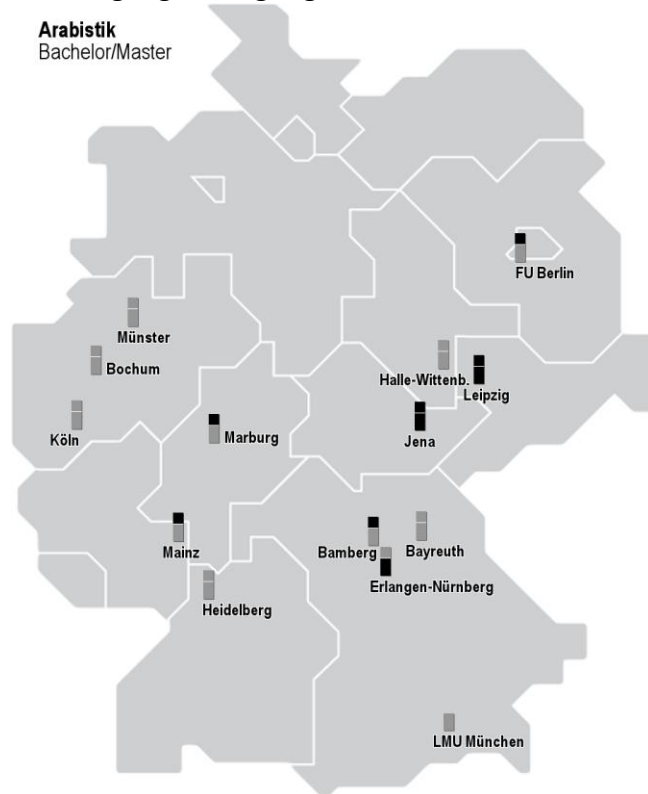 Arabistik
Bachelor/Master
FU Berlin
Münster
Bochum
Halle-Wittenb.
Leipzig
Köln
Marburg
Jena
Mainz
Bamberg
Bayreuth
Erlangen-Nürnberg
Heidelberg
LMU München